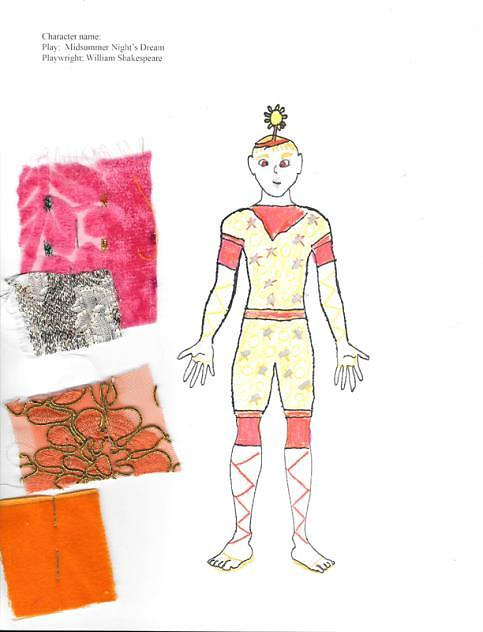 Character name:
Play: Midsummer Night's Dream
Playwright: William Shakespeare